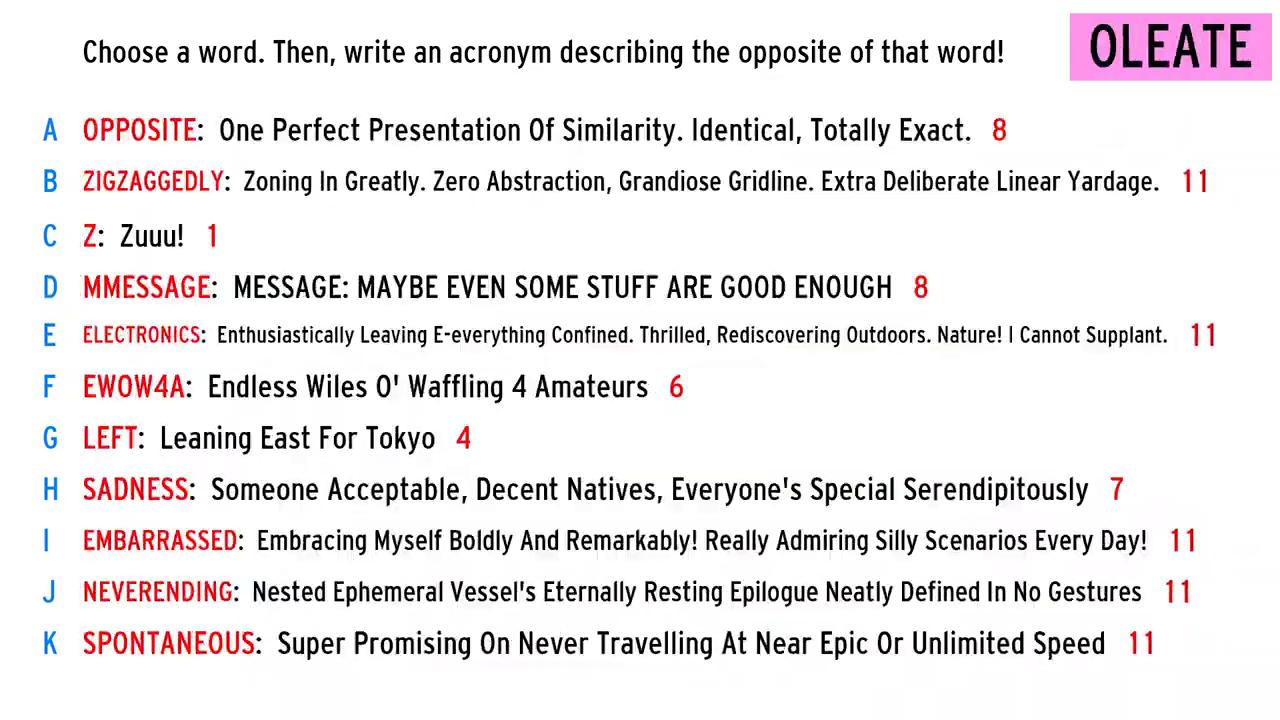 Choose a word. Then, write an acronym describing the opposite of that word!
OLEATE
A OPPOSITE: One Perfect Presentation Of Similarity. Identical, Totally Exact. 8
B ZIGZAGGEDLY: Zoning In Greatly. Zero Abstraction, Grandiose Gridline. Extra Deliberate Linear Yardage. 11
C Z: Zuuu! 1
D MMESSAGE: MESSAGE: MAYBE EVEN SOME STUFF ARE GOOD ENOUGH 8
E ELECTRONICS: Enthusiastically Leaving E-everything Confined. Thrilled, Rediscovering Outdoors. Nature! I Cannot Supplant. 11
F EWOW4A: Endless Wiles O' Waffling 4 Amateurs 6
G LEFT: Leaning East For Tokyo 4
H SADNESS: Someone Acceptable, Decent Natives, Everyone's Special Serendipitously 7
I EMBARRASSED: Embracing Myself Boldly And Remarkably! Really Admiring Silly Scenarios Every Day! 11
J NEVERENDING: Nested Ephemeral Vessel's Eternally Resting Epilogue Neatly Defined In No Gestures 11
K SPONTANEOUS: Super Promising On Never Travelling At Near Epic Or Unlimited Speed 11